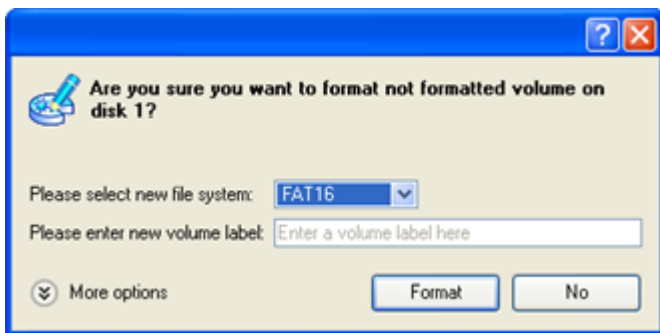 Are you sure you want to format not formatted volume on
disk 1?
Please select new file system: FAT16
Please enter new volume label: Enter a volume label here
More options Format No